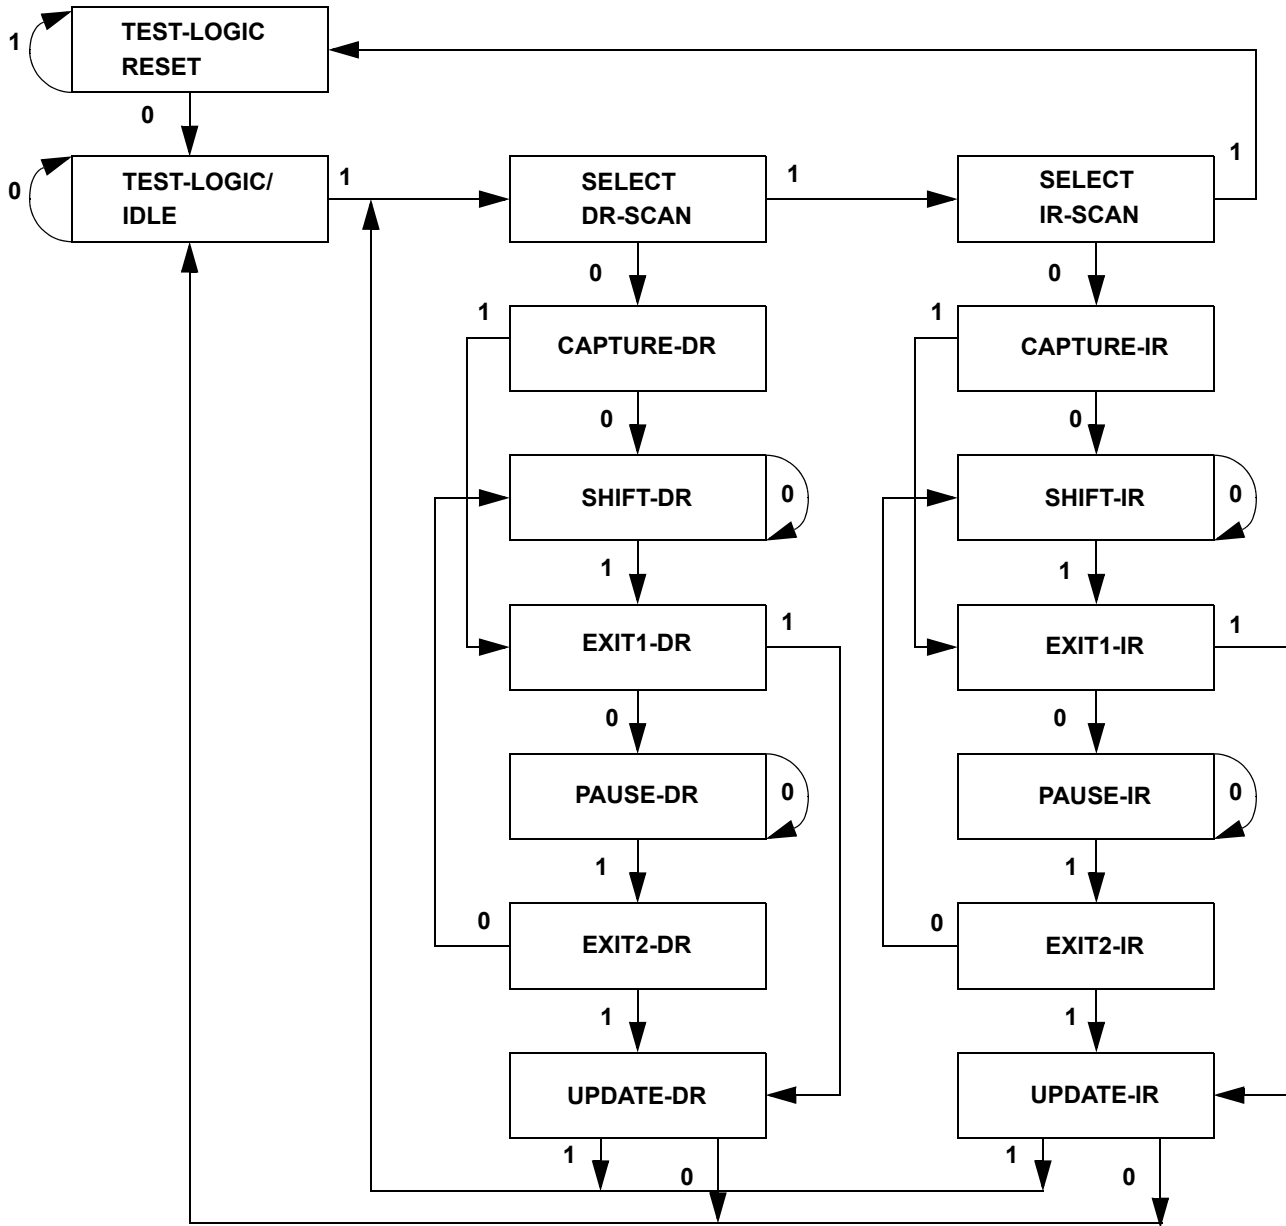 TEST-LOGIC
RESET
1
0
TEST-LOGIC/
IDLE
0
1
SELECT
DR-SCAN
1
SELECT
IR-SCAN
1
0
0
1
CAPTURE-DR
1
CAPTURE-IR
0
0
SHIFT-DR
0
SHIFT-IR
0
1
1
EXIT1-DR
1
EXIT1-IR
1
0
0
PAUSE-DR
0
PAUSE-IR
0
1
1
0
EXIT2-DR
0
EXIT2-IR
1
1
UPDATE-DR
UPDATE-IR
1
0
1
0